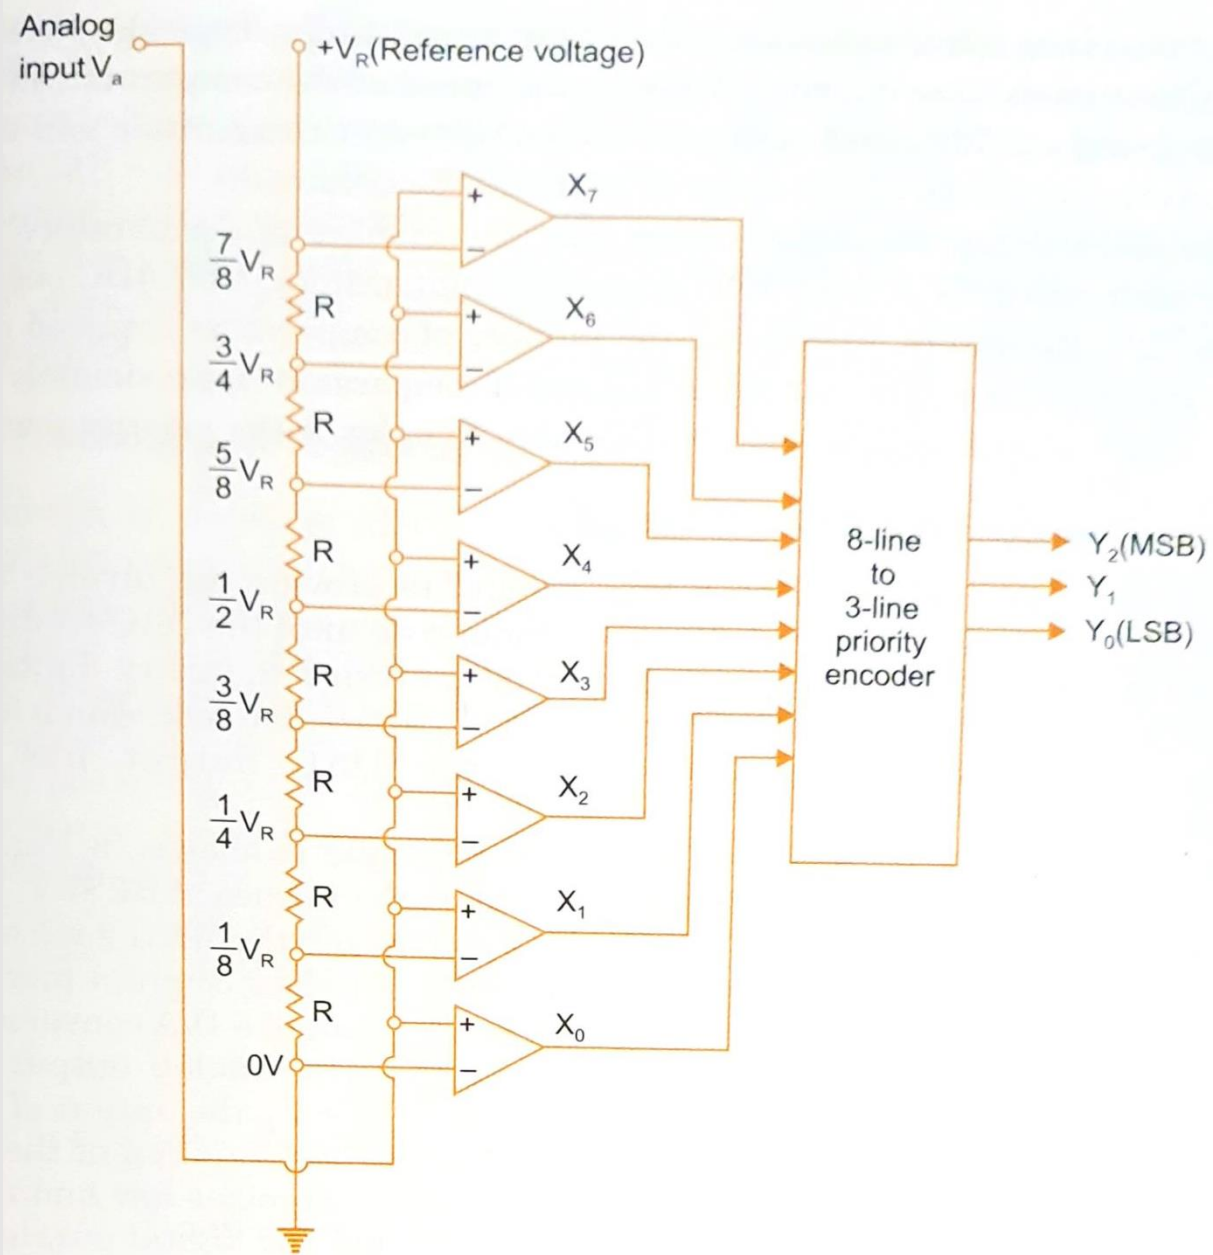 Analog
input Va
+VR(Reference voltage)
X7
+
−
7/8 VR
R
X6
+
−
3/4 VR
R
X5
+
−
5/8 VR
R
X4
+
−
1/2 VR
R
X3
+
−
3/8 VR
R
X2
+
−
1/4 VR
R
X1
+
−
1/8 VR
R
X0
+
−
0V
8-line
to
3-line
priority
encoder
Y2(MSB)
Y1
Y0(LSB)